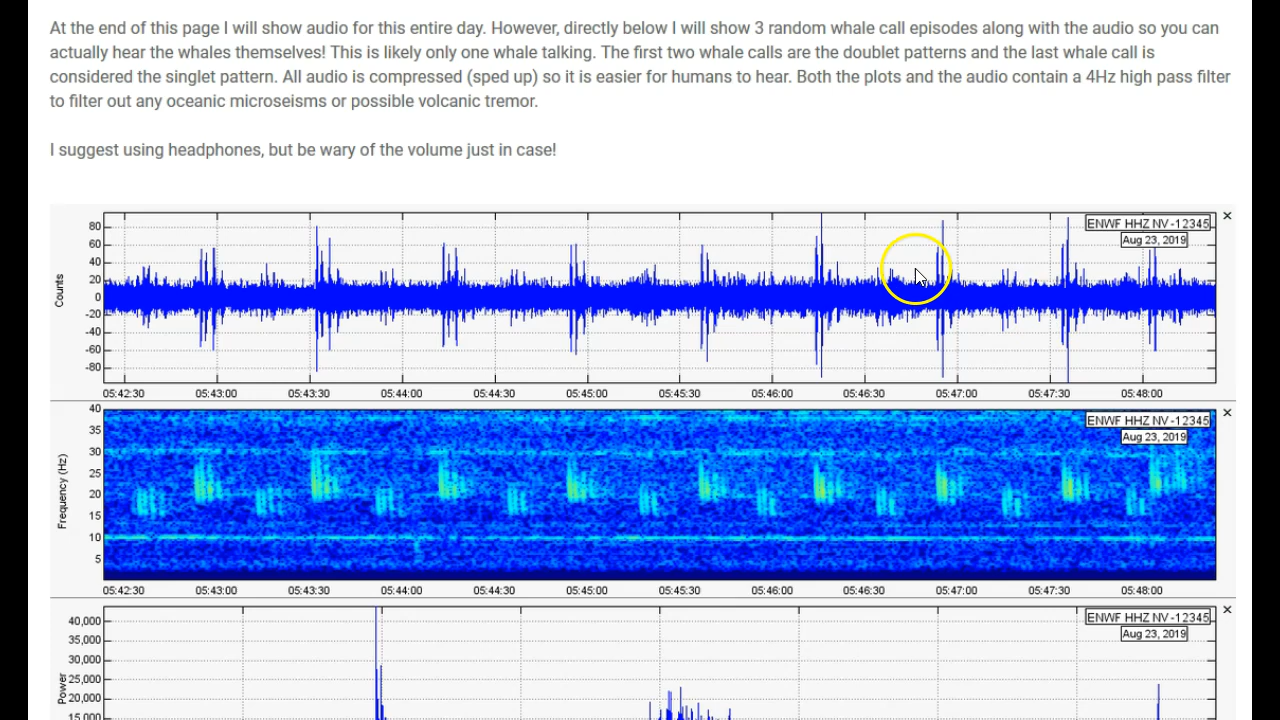 At the end of this page I will show audio for this entire day. However, directly below I will show 3 random whale call episodes along with the audio so you can
actually hear the whales themselves! This is likely only one whale talking. The first two whale calls are the doublet patterns and the last whale call is
considered the singlet pattern. All audio is compressed (sped up) so it is easier for humans to hear. Both the plots and the audio contain a 4Hz high pass filter
to filter out any oceanic microseisms or possible volcanic tremor.
I suggest using headphones, but be wary of the volume just in case!
ENWF HHZ NV -12345
Aug 23, 2019
Counts
80
60
40
20
0
-20
-40
-60
-80
05:42:30 05:43:00 05:43:30 05:44:00 05:44:30 05:45:00 05:45:30 05:46:00 05:46:30 05:47:00 05:47:30 05:48:00
ENWF HHZ NV -12345
Aug 23, 2019
Frequency (Hz)
40
35
30
25
20
15
10
5
05:42:30 05:43:00 05:43:30 05:44:00 05:44:30 05:45:00 05:45:30 05:46:00 05:46:30 05:47:00 05:47:30 05:48:00
ENWF HHZ NV -12345
Aug 23, 2019
Power
40,000
35,000
30,000
25,000
20,000
15,000